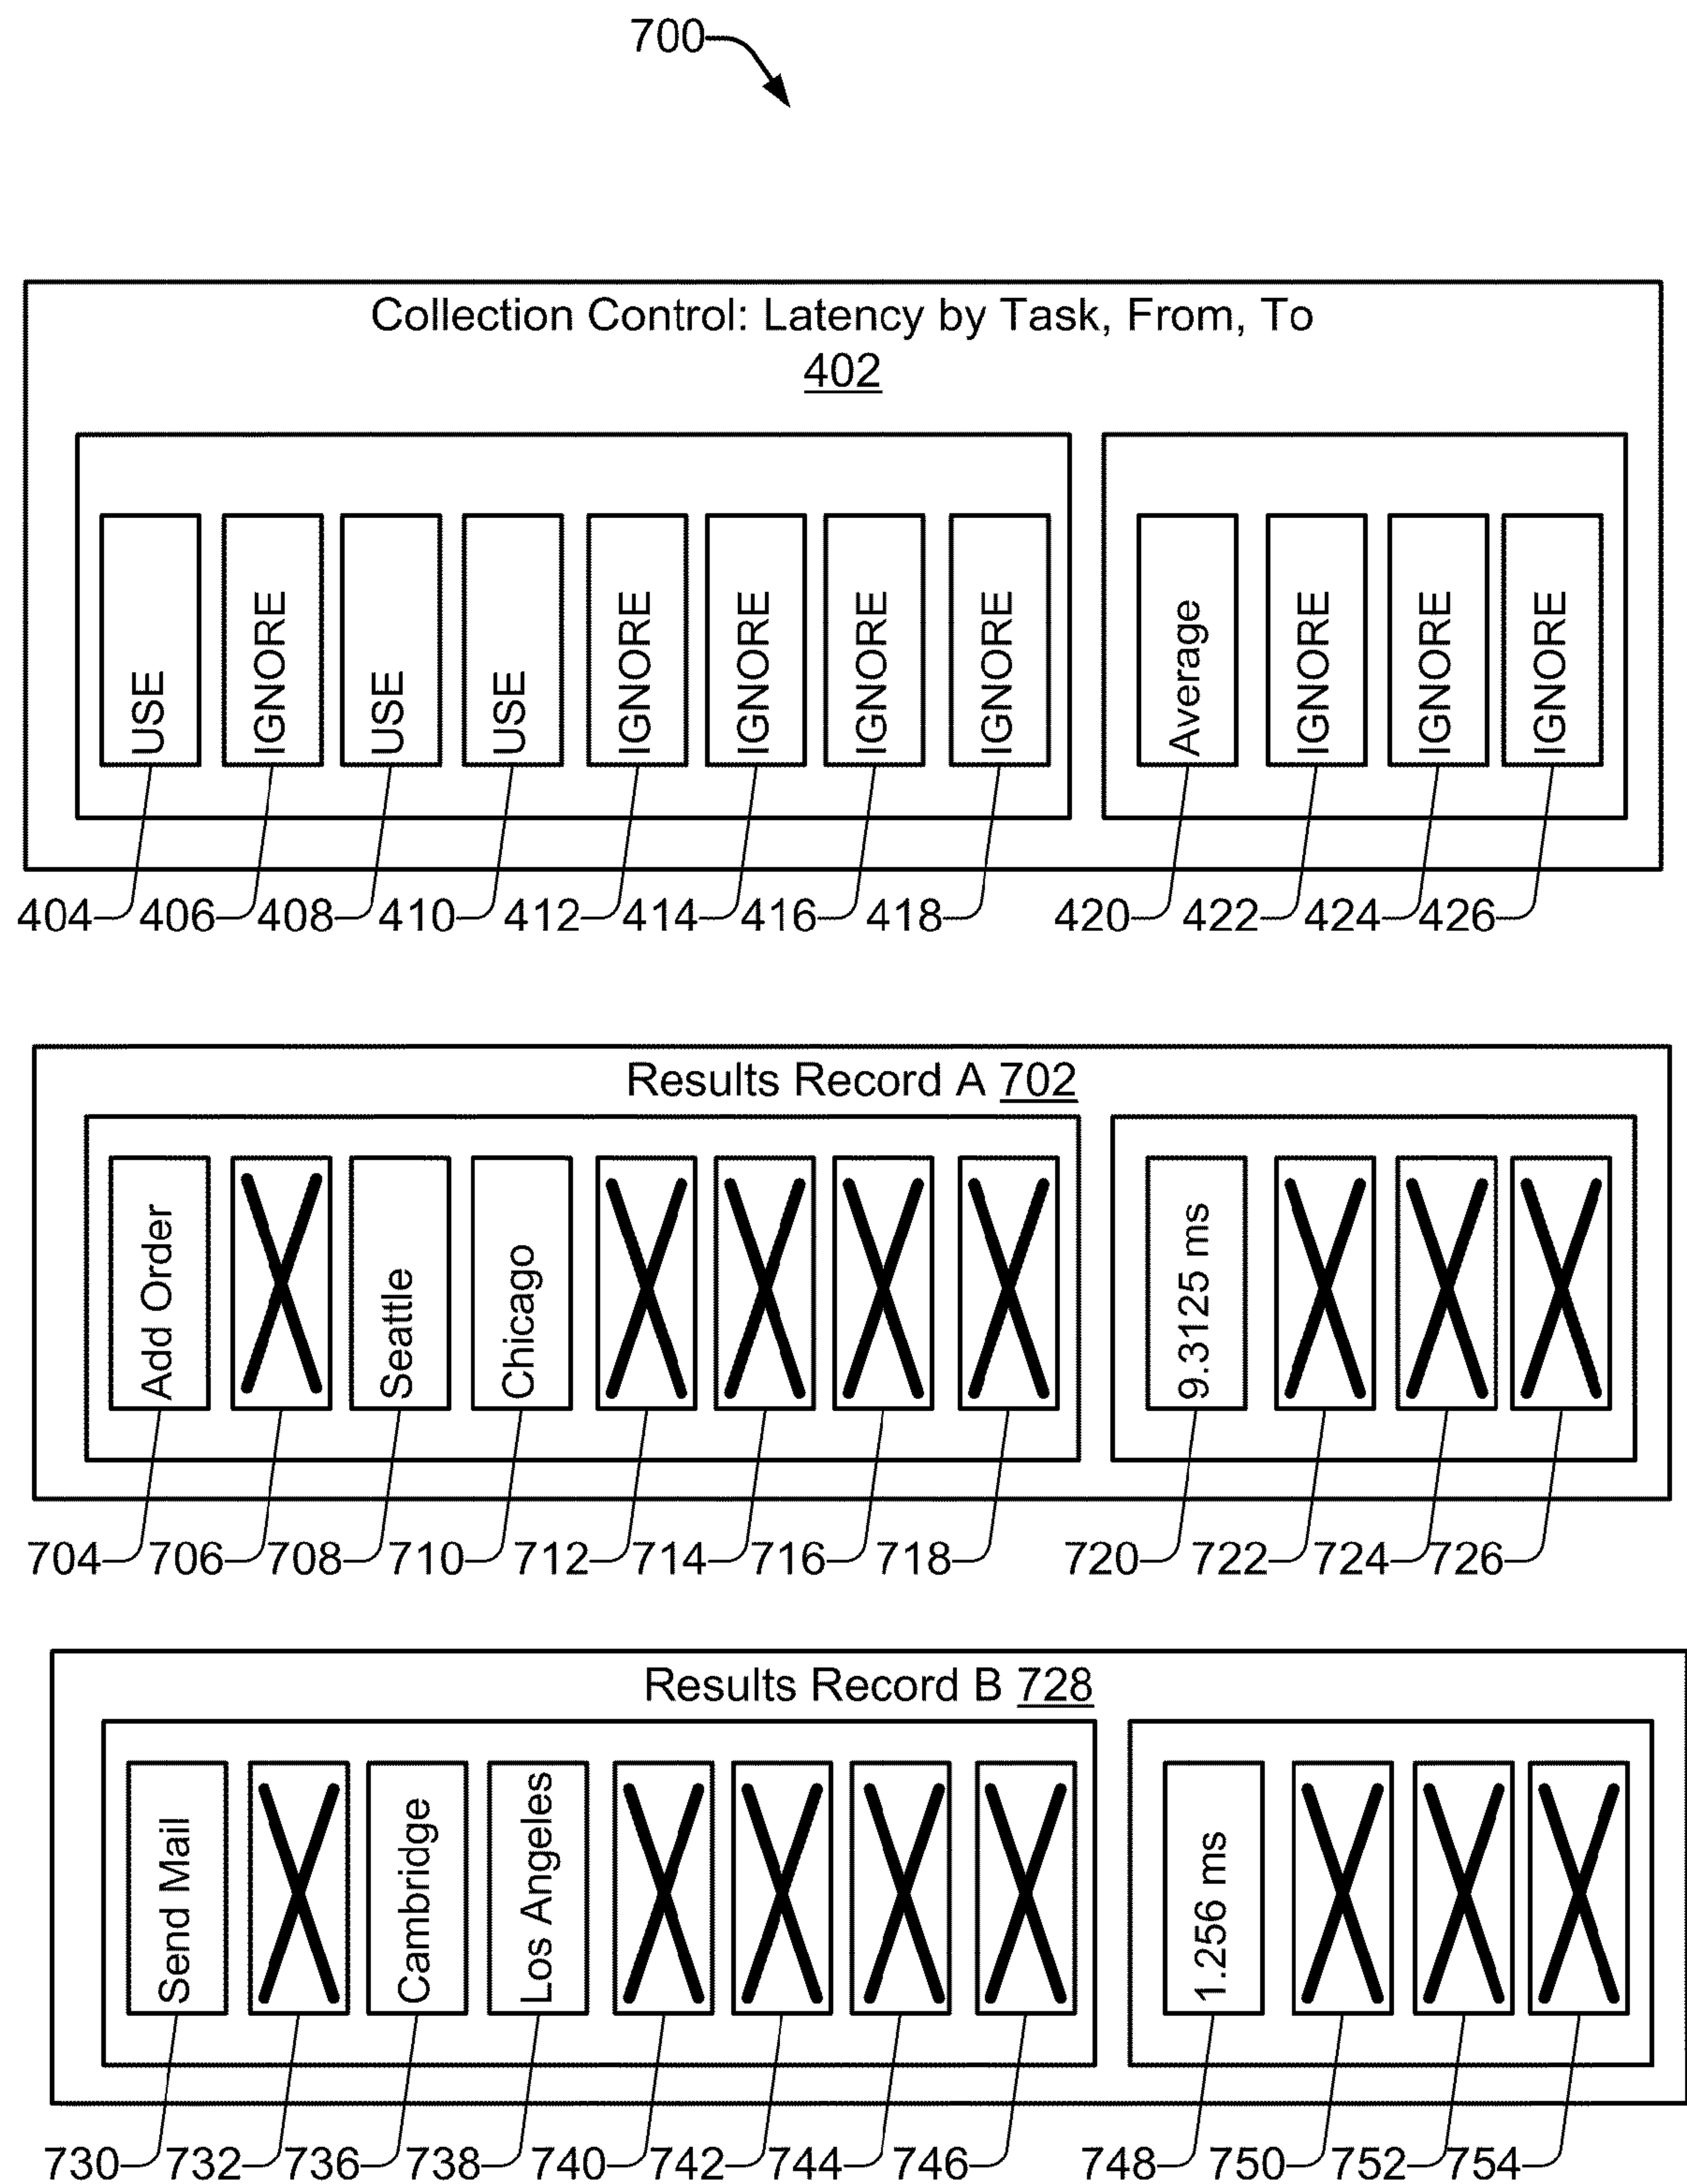 700
Collection Control: Latency by Task, From, To
402
USE IGNORE USE USE IGNORE IGNORE IGNORE IGNORE Average IGNORE IGNORE IGNORE
404 406 408 410 412 414 416 418 420 422 424 426
Results Record A 702
Add Order Seattle Chicago 9.3125 ms
704 706 708 710 712 714 716 718 720 722 724 726
Results Record B 728
Send Mail Cambridge Los Angeles 1.256 ms
730 732 736 738 740 742 744 746 748 750 752 754